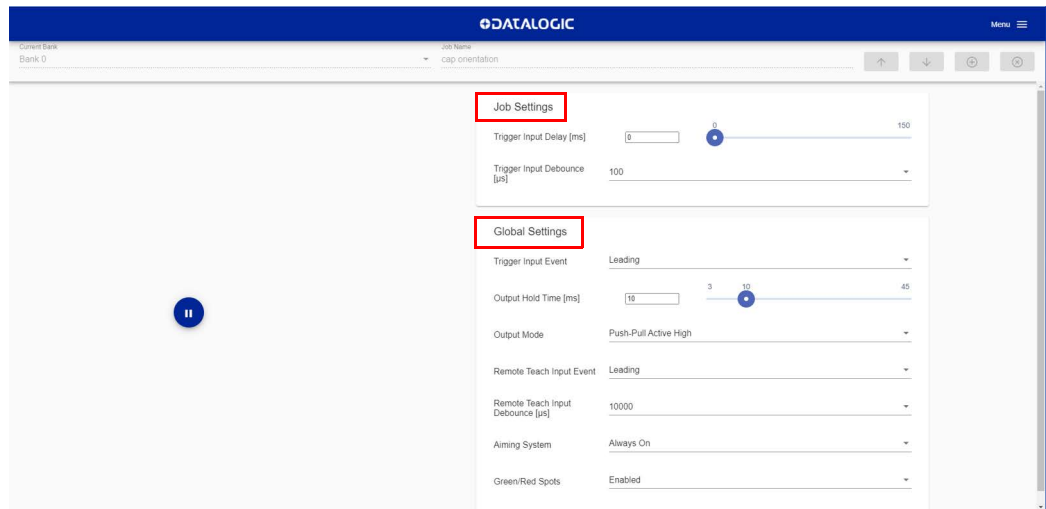 DATALOGIC
Menu
Current Bank
Bank 0
Job Name
cap orientation
Job Settings
Trigger Input Delay [ms]
0
0
150
Trigger Input Debounce
[µs]
100
Global Settings
Trigger Input Event
Leading
Output Hold Time [ms]
10
3
10
45
Output Mode
Push-Pull Active High
Remote Teach Input Event
Leading
Remote Teach Input
Debounce [µs]
10000
Aiming System
Always On
Green/Red Spots
Enabled